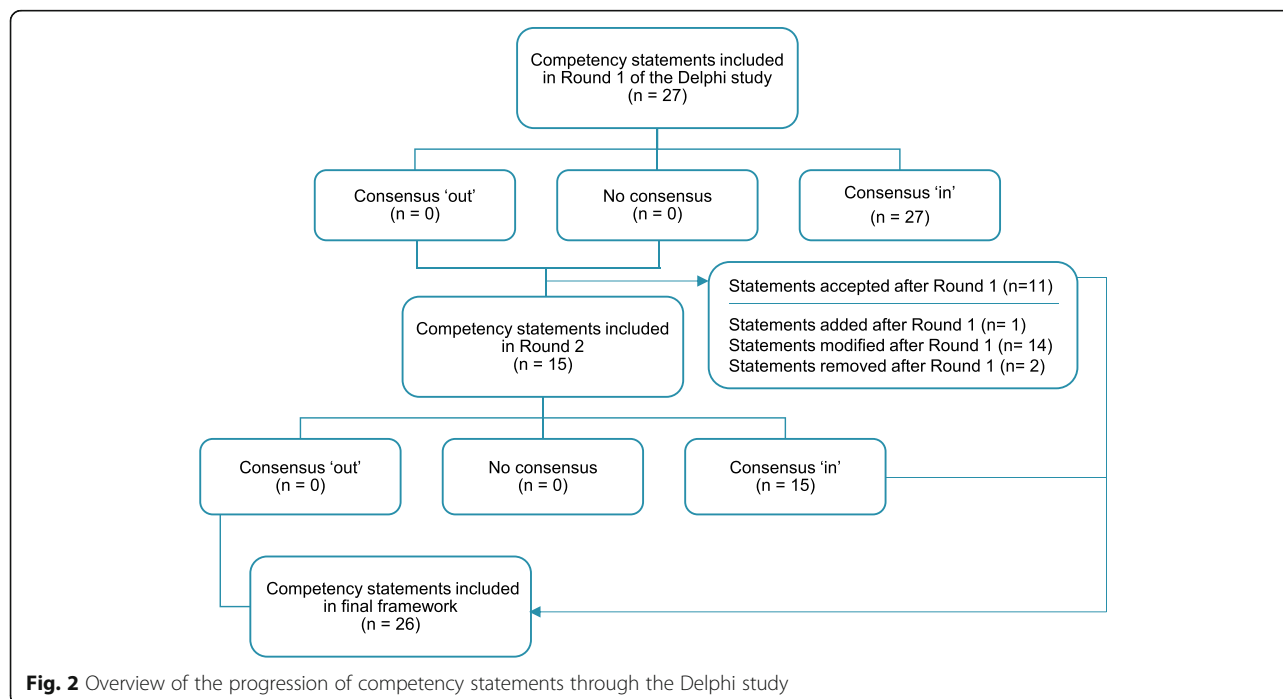 Competency statements included
in Round 1 of the Delphi study
(n = 27)
Consensus ‘out’
(n = 0)
No consensus
(n = 0)
Consensus ‘in’
(n = 27)
Statements accepted after Round 1 (n=11)
Statements added after Round 1 (n= 1)
Statements modified after Round 1 (n= 14)
Statements removed after Round 1 (n= 2)
Competency statements included
in Round 2
(n = 15)
Consensus ‘out’
(n = 0)
No consensus
(n = 0)
Consensus ‘in’
(n = 15)
Competency statements included
in final framework
(n = 26)
Fig. 2 Overview of the progression of competency statements through the Delphi study